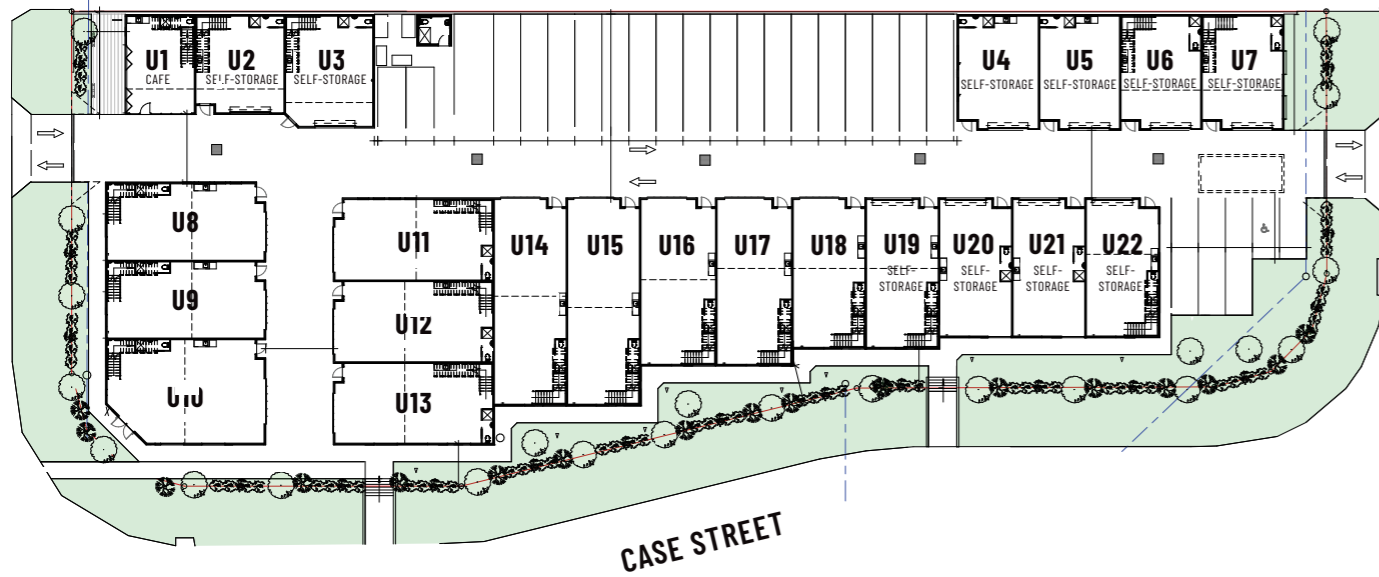 U1
CAFE
U2
SELF-STORAGE
U3
SELF-STORAGE
U4
SELF-STORAGE
U5
SELF-STORAGE
U6
SELF-STORAGE
U7
SELF-STORAGE
U8
U9
U10
U11
U12
U13
U14
U15
U16
U17
U18
U19
SELF-
STORAGE
U20
SELF-
STORAGE
U21
SELF-
STORAGE
U22
SELF-
STORAGE
CASE STREET